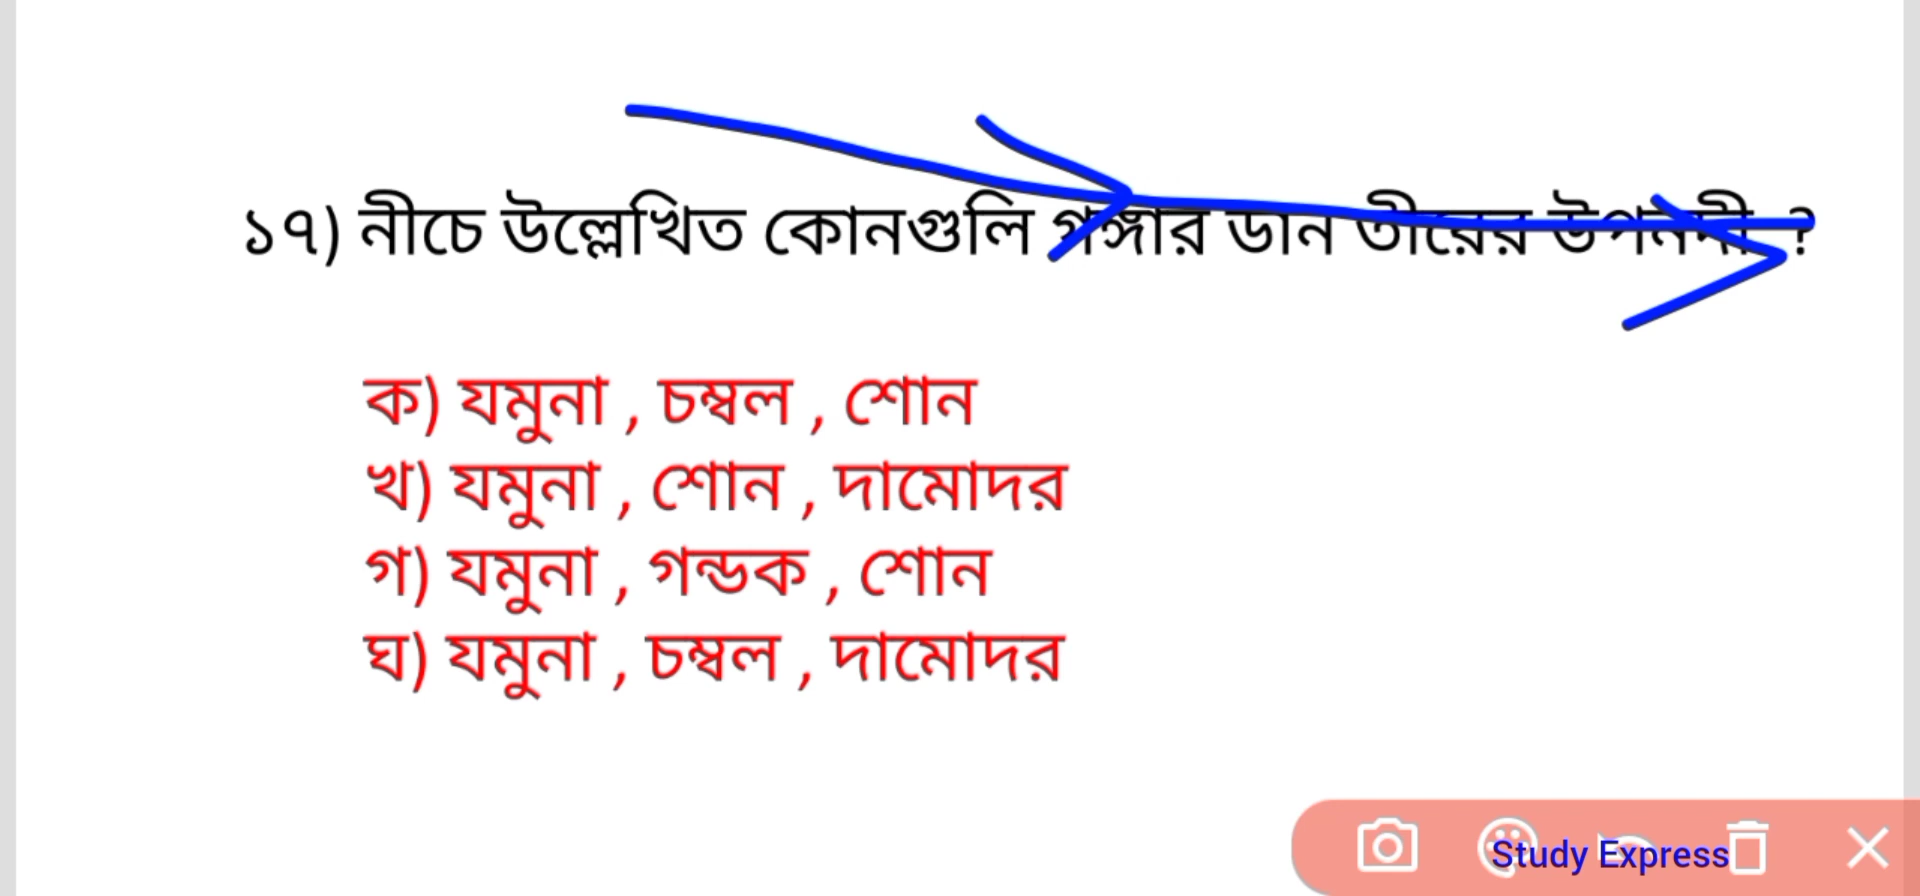 ১৭) নীচে উল্লেখিত কোনগুলি গঙ্গার ডান তীরের উপনদী ?
ক) যমুনা , চম্বল , শোন
খ) যমুনা , শোন , দামোদর
গ) যমুনা , গন্ডক , শোন
ঘ) যমুনা , চম্বল , দামোদর
Study Express